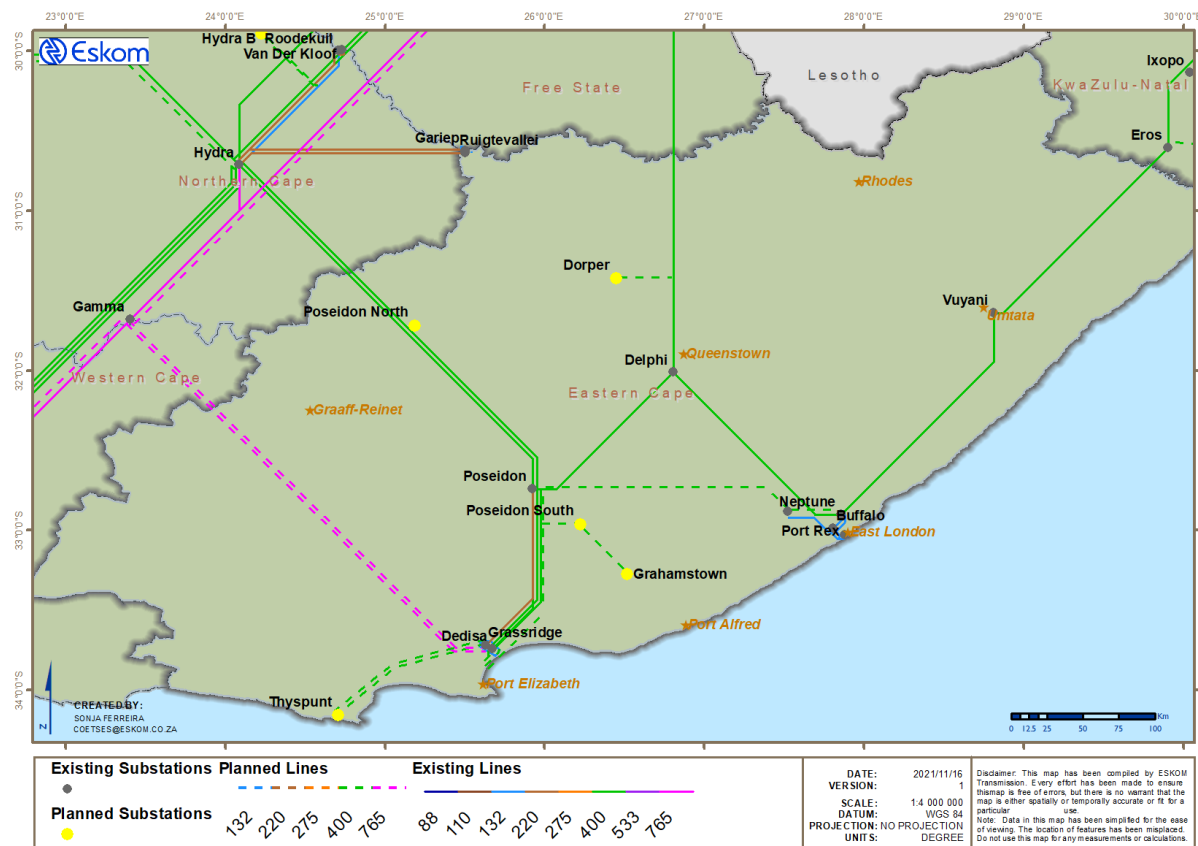 23°0'0"E 24°0'0"E 25°0'0"E 26°0'0"E 27°0'0"E 28°0'0"E 29°0'0"E 30°0'0"E
Eskom
Hydra B Roodekuil
Van Der Kloof
Ixopo
30°0'0"S
Lesotho
Free State
KwaZulu-Natal
Eros
Gariep Ruigtevallei
Hydra
Northern Cape
Rhodes
31°0'0"S
Dorper
Gamma
Poseidon North
Vuyani
Umtata
Delphi
Queenstown
32°0'0"S
Western Cape
Eastern Cape
Graaff-Reinet
Poseidon
Poseidon South
Neptune
Buffalo
Port Rex
East London
33°0'0"S
Grahamstown
Port Alfred
Dedisa Grassridge
Port Elizabeth
34°0'0"S
Thyspunt
N
CREATED BY:
SONJA FERREIRA
COETSES@ESKOM.CO.ZA
0 12.5 25 50 75 100 Km
Existing Substations
Planned Substations
Planned Lines
132 220 275 400 765
Existing Lines
88 110 132 220 275 400 533 765
DATE: 2021/11/16
VERSION: 1
SCALE: 1:4 000 000
DATUM: WGS 84
PROJECTION: NO PROJECTION
UNITS: DEGREE
Disclaimer: This map has been compiled by ESKOM
Transmission. Every effort has been made to ensure
thismap is free of errors, but there is no warrant that the
map is either spatially or temporally accurate or fit for a
particular use.
Note: Data in this map has been simplified for the ease
of viewing. The location of features has been misplaced.
Do not use this map for any measurements or calculations.